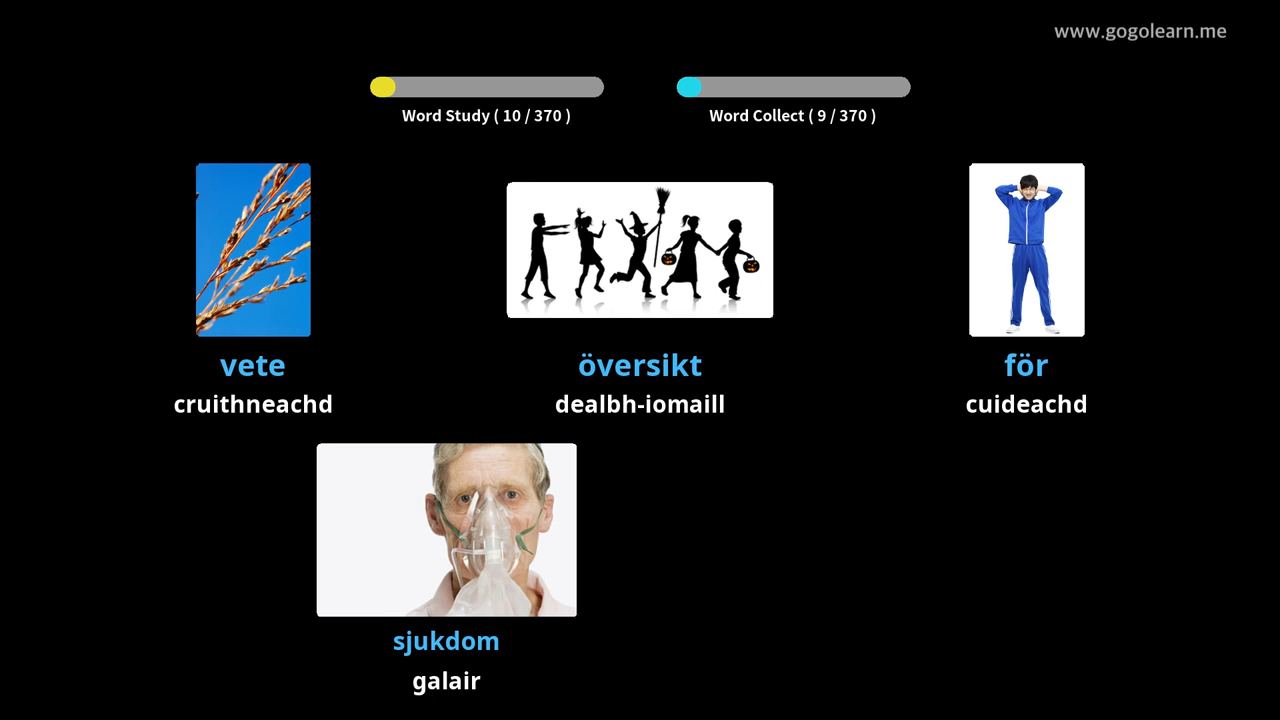 www.gogolearn.me
Word Study ( 10 / 370 )
Word Collect ( 9 / 370 )
vete
översikt
för
cruithneachd
dealbh-iomaill
cuideachd
sjukdom
galair